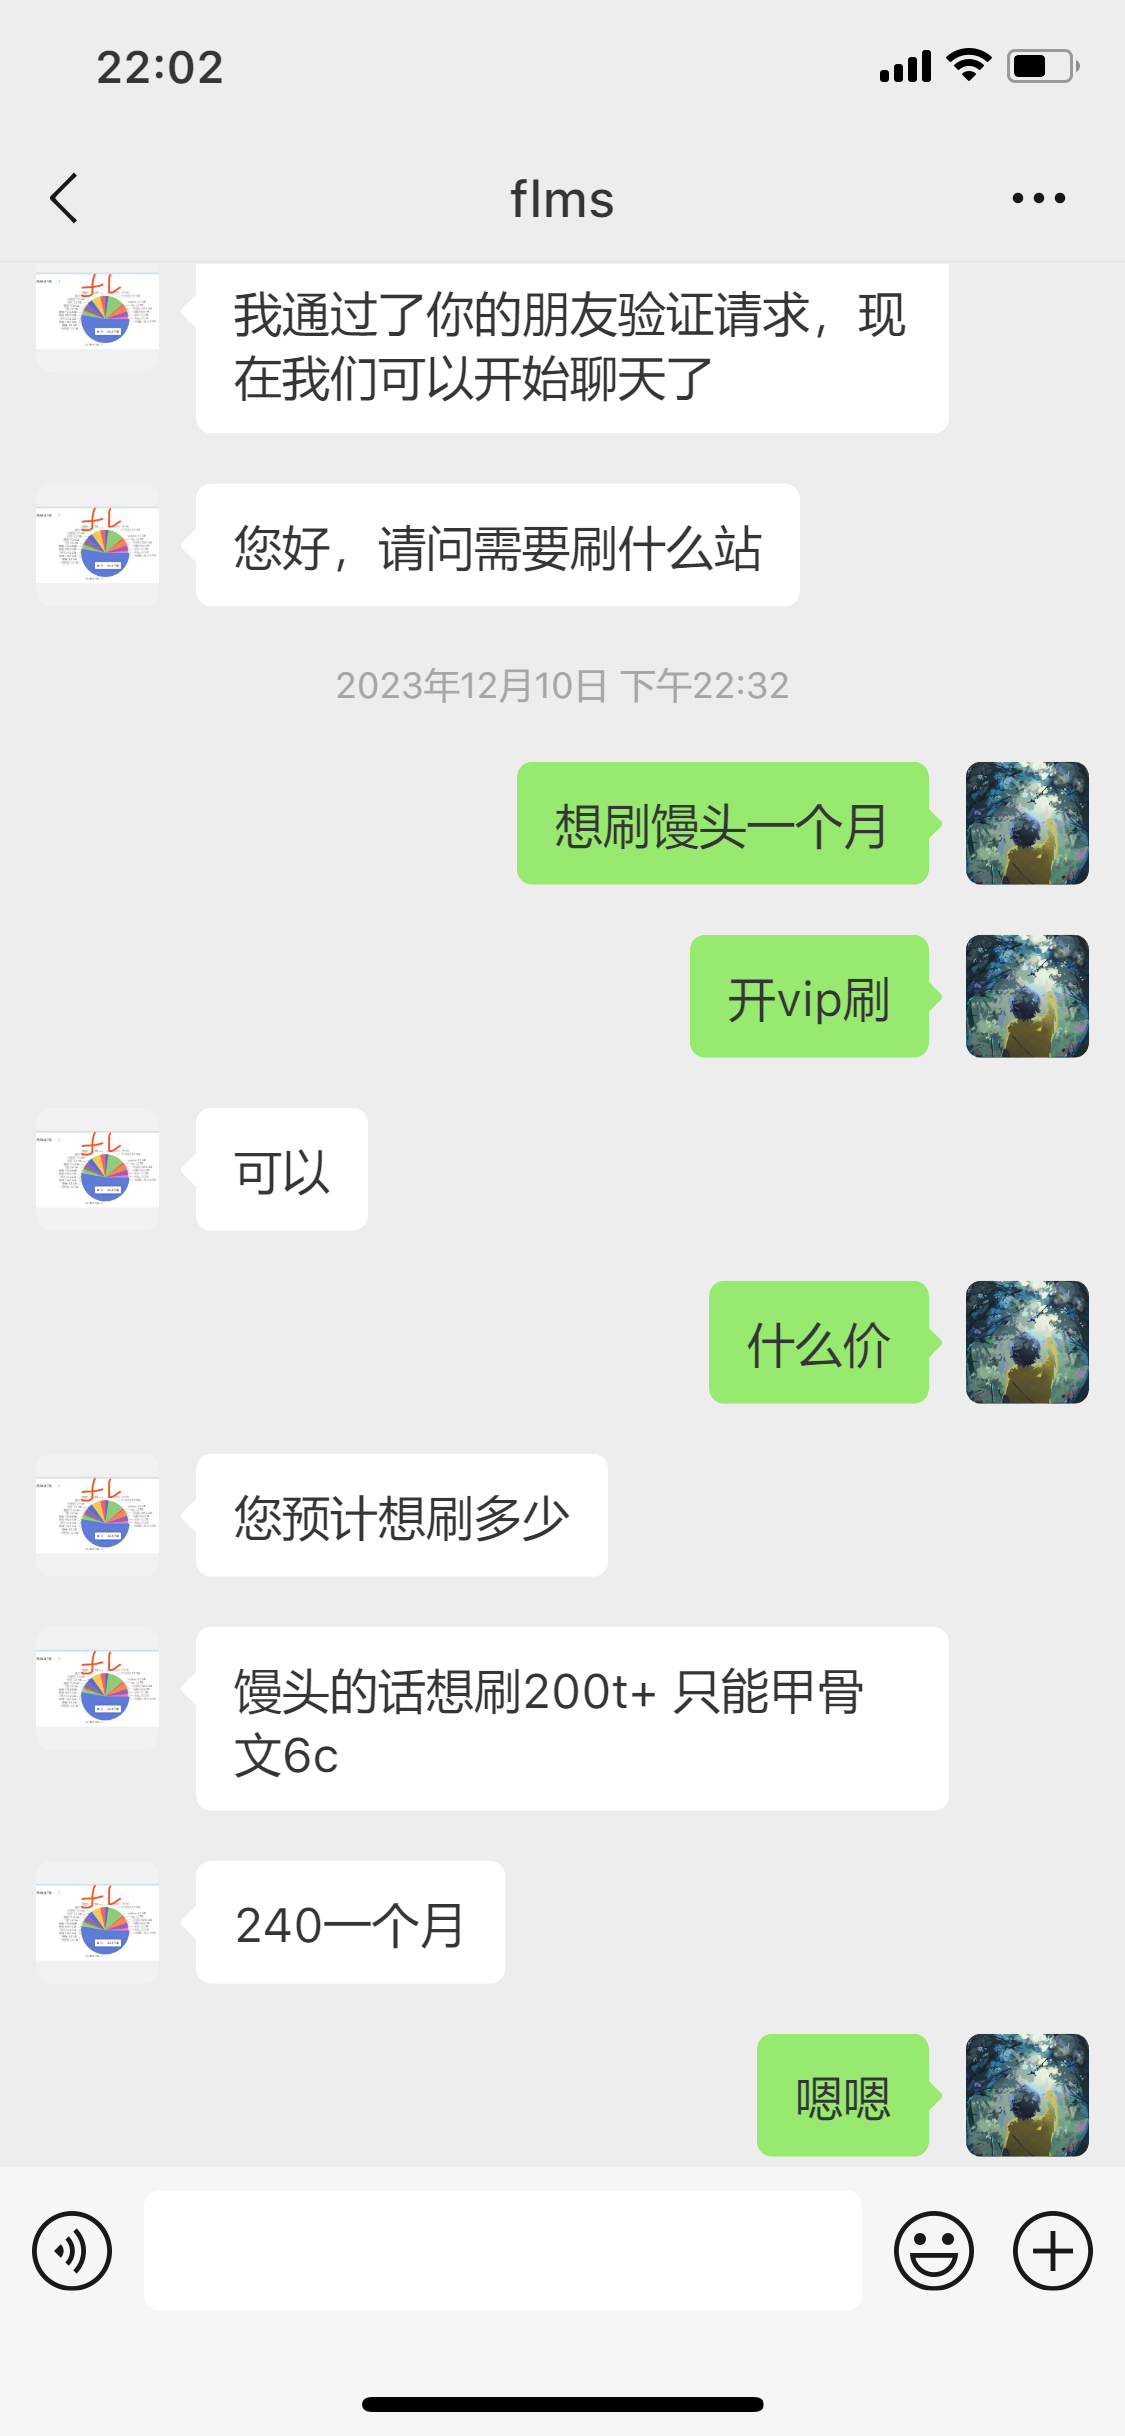 22:02
flms
我通过了你的朋友验证请求，现
在我们可以开始聊天了
您好，请问需要刷什么站
2023年12月10日 下午22:32
想刷馒头一个月
开vip刷
可以
什么价
您预计想刷多少
馒头的话想刷200t+ 只能甲骨
文6c
240一个月
嗯嗯